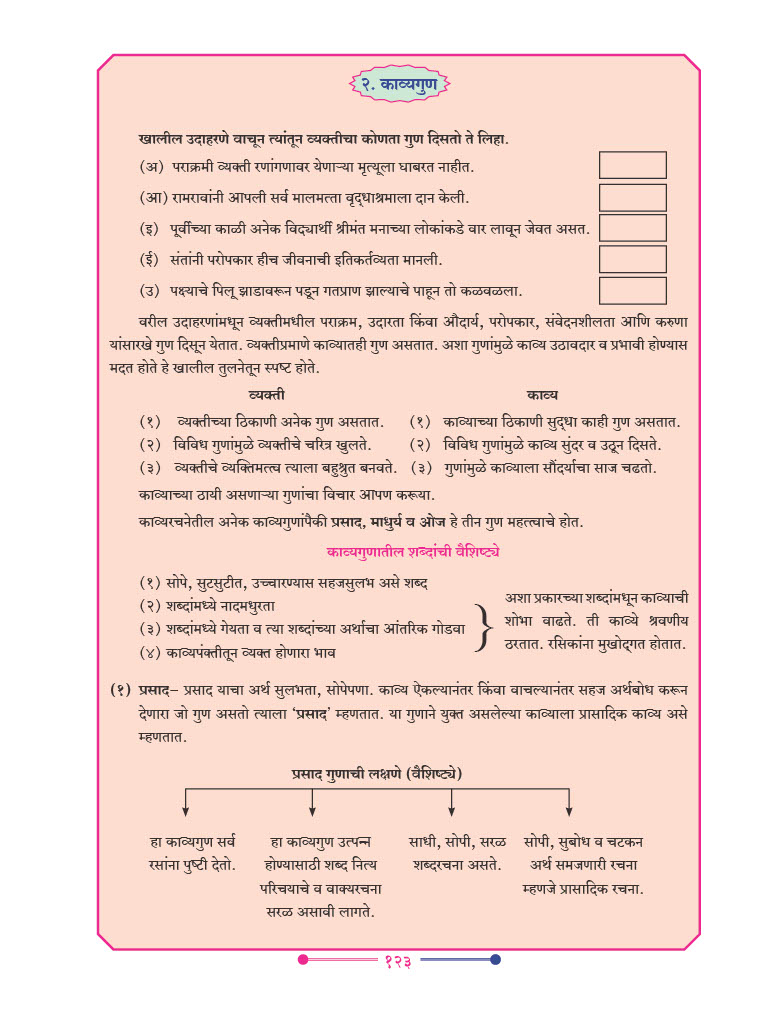 २. काव्यगुण
खालील उदाहरणे वाचून त्यांतून व्यक्तीचा कोणता गुण दिसतो ते लिहा.
(अ) पराक्रमी व्यक्ती रणांगणावर येणाऱ्या मृत्यूला घाबरत नाहीत.
(आ) रामरावांनी आपली सर्व मालमत्ता वृद्धाश्रमाला दान केली.
(इ) पूर्वीच्या काळी अनेक विद्यार्थी श्रीमंत मनाच्या लोकांकडे वार लावून जेवत असत.
(ई) संतांनी परोपकार हीच जीवनाची इतिकर्तव्यता मानली.
(उ) पक्ष्याचे पिलू झाडावरून पडून गतप्राण झाल्याचे पाहून तो कळवळला.
वरील उदाहरणांमधून व्यक्तीमधील पराक्रम, उदारता किंवा औदार्य, परोपकार, संवेदनशीलता आणि करुणा
यांसारखे गुण दिसून येतात. व्यक्तीप्रमाणे काव्यातही गुण असतात. अशा गुणांमुळे काव्य उठावदार व प्रभावी होण्यास
मदत होते हे खालील तुलनेतून स्पष्ट होते.
व्यक्ती काव्य
(१) व्यक्तीच्या ठिकाणी अनेक गुण असतात. (१) काव्याच्या ठिकाणी सुद्धा काही गुण असतात.
(२) विविध गुणांमुळे व्यक्तीचे चरित्र खुलते. (२) विविध गुणांमुळे काव्य सुंदर व उठून दिसते.
(३) व्यक्तीचे व्यक्तिमत्त्व त्याला बहुश्रुत बनवते. (३) गुणांमुळे काव्याला सौंदर्याचा साज चढतो.
काव्याच्या ठायी असणाऱ्या गुणांचा विचार आपण करूया.
काव्यरचनेतील अनेक काव्यगुणांपैकी प्रसाद, माधुर्य व ओज हे तीन गुण महत्त्वाचे होत.
काव्यगुणातील शब्दांची वैशिष्ट्ये
(१) सोपे, सुटसुटीत, उच्चारण्यास सहजसुलभ असे शब्द
(२) शब्दांमध्ये नादमधुरता
(३) शब्दांमध्ये गेयता व त्या शब्दांच्या अर्थाचा आंतरिक गोडवा
(४) काव्यपंक्तीतून व्यक्त होणारा भाव
अशा प्रकारच्या शब्दांमधून काव्याची
शोभा वाढते. ती काव्ये श्रवणीय
ठरतात. रसिकांना मुखोद्गत होतात.
(१) प्रसाद– प्रसाद याचा अर्थ सुलभता, सोपेपणा. काव्य ऐकल्यानंतर किंवा वाचल्यानंतर सहज अर्थबोध करून
देणारा जो गुण असतो त्याला ‘प्रसाद’ म्हणतात. या गुणाने युक्त असलेल्या काव्याला प्रासादिक काव्य असे
म्हणतात.
प्रसाद गुणाची लक्षणे (वैशिष्ट्ये)
हा काव्यगुण सर्व
रसांना पुष्टी देतो.
हा काव्यगुण उत्पन्न
होण्यासाठी शब्द नित्य
परिचयाचे व वाक्यरचना
सरळ असावी लागते.
साधी, सोपी, सरळ
शब्दरचना असते.
सोपी, सुबोध व चटकन
अर्थ समजणारी रचना
म्हणजे प्रासादिक रचना.
१२३